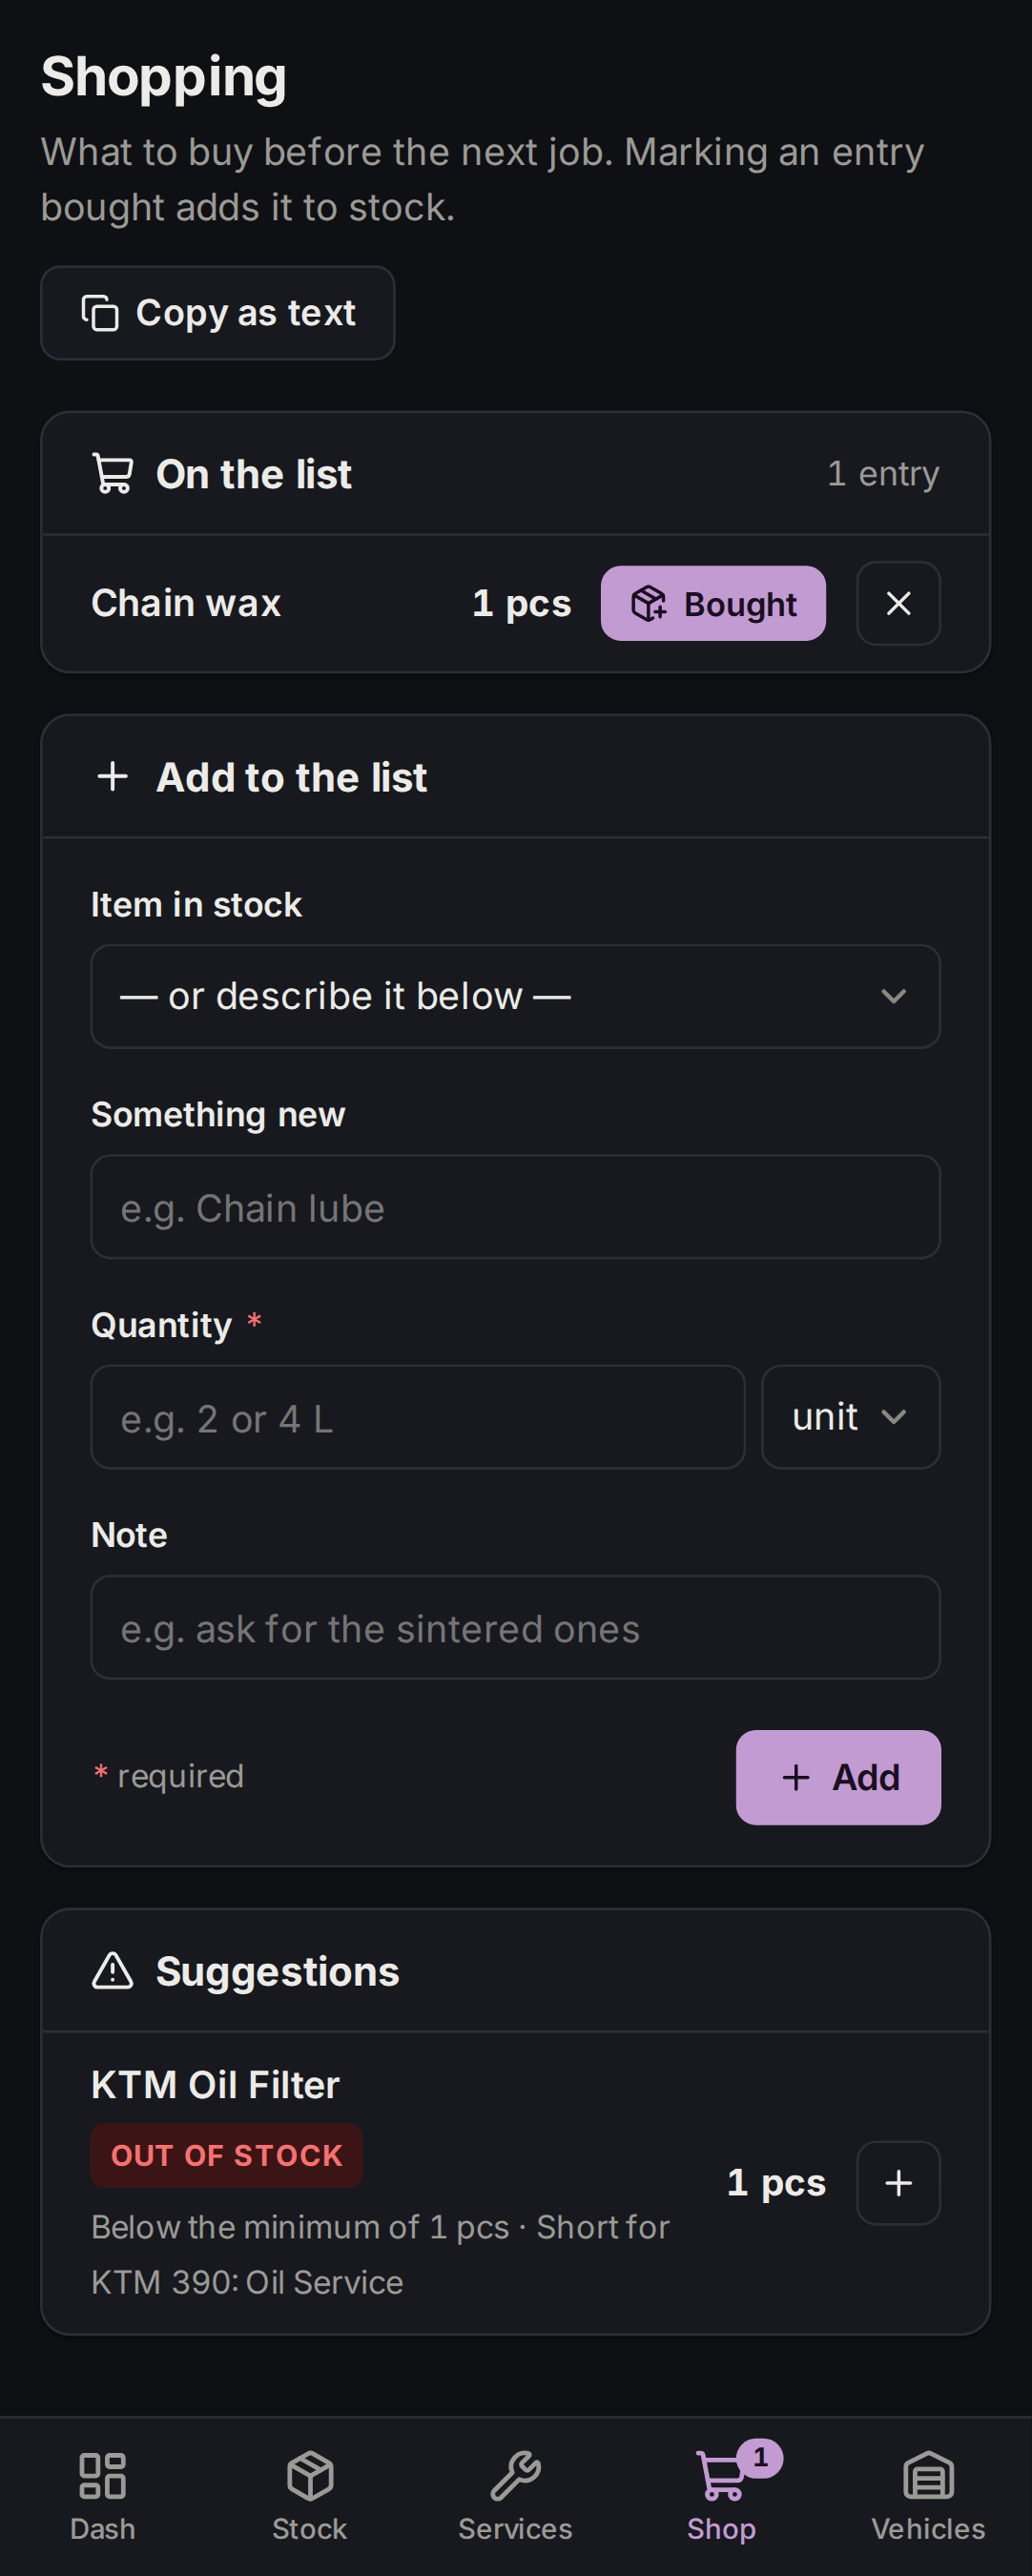 Shopping
What to buy before the next job. Marking an entry
bought adds it to stock.
Copy as text
On the list
1 entry
Chain wax
1 pcs
Bought
Add to the list
Item in stock
— or describe it below —
Something new
e.g. Chain lube
Quantity *
e.g. 2 or 4 L
unit
Note
e.g. ask for the sintered ones
* required
Add
Suggestions
KTM Oil Filter
OUT OF STOCK
1 pcs
Below the minimum of 1 pcs · Short for
KTM 390: Oil Service
1
Dash
Stock
Services
Shop
Vehicles